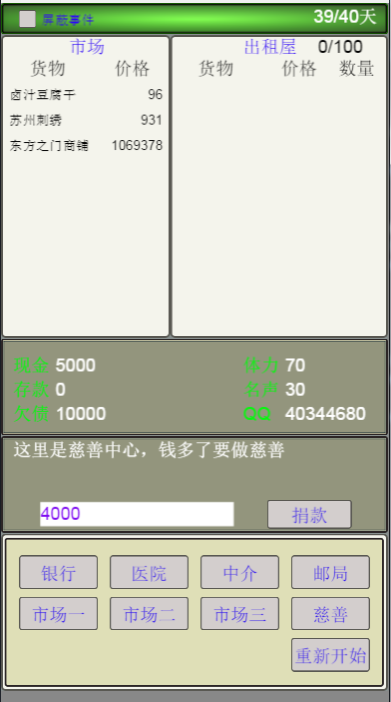 屏蔽事件 39/40天
市场
货物 价格
卤汁豆腐干 96
苏州刺绣 931
东方之门商铺 1069378
出租屋 0/100
货物 价格 数量
现金 5000
存款 0
欠债 10000
体力 70
名声 30
QQ 40344680
这里是慈善中心，钱多了要做慈善
4000 捐款
银行 医院 中介 邮局
市场一 市场二 市场三 慈善
重新开始